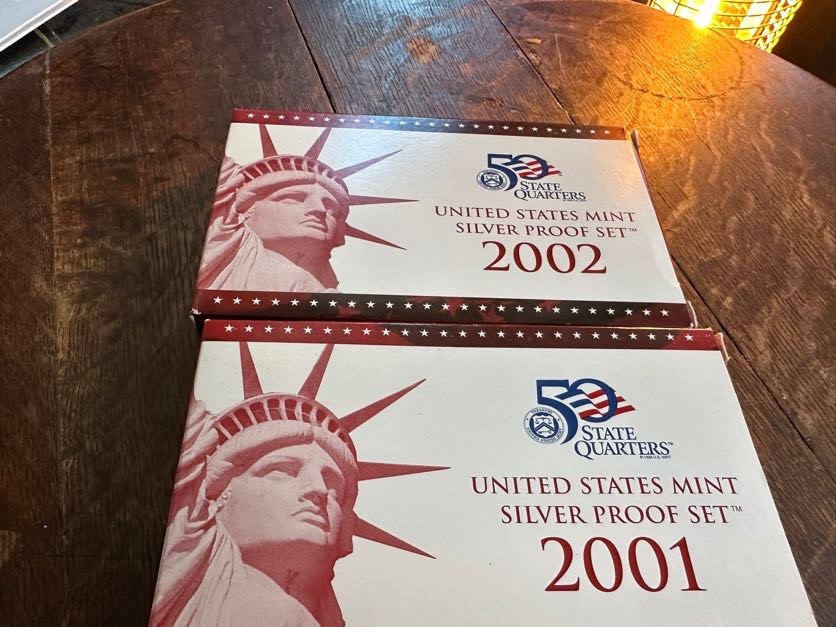 50
STATE
QUARTERS
UNITED STATES MINT
SILVER PROOF SET™
2002
50
STATE
QUARTERS™
UNITED STATES MINT
SILVER PROOF SET™
2001